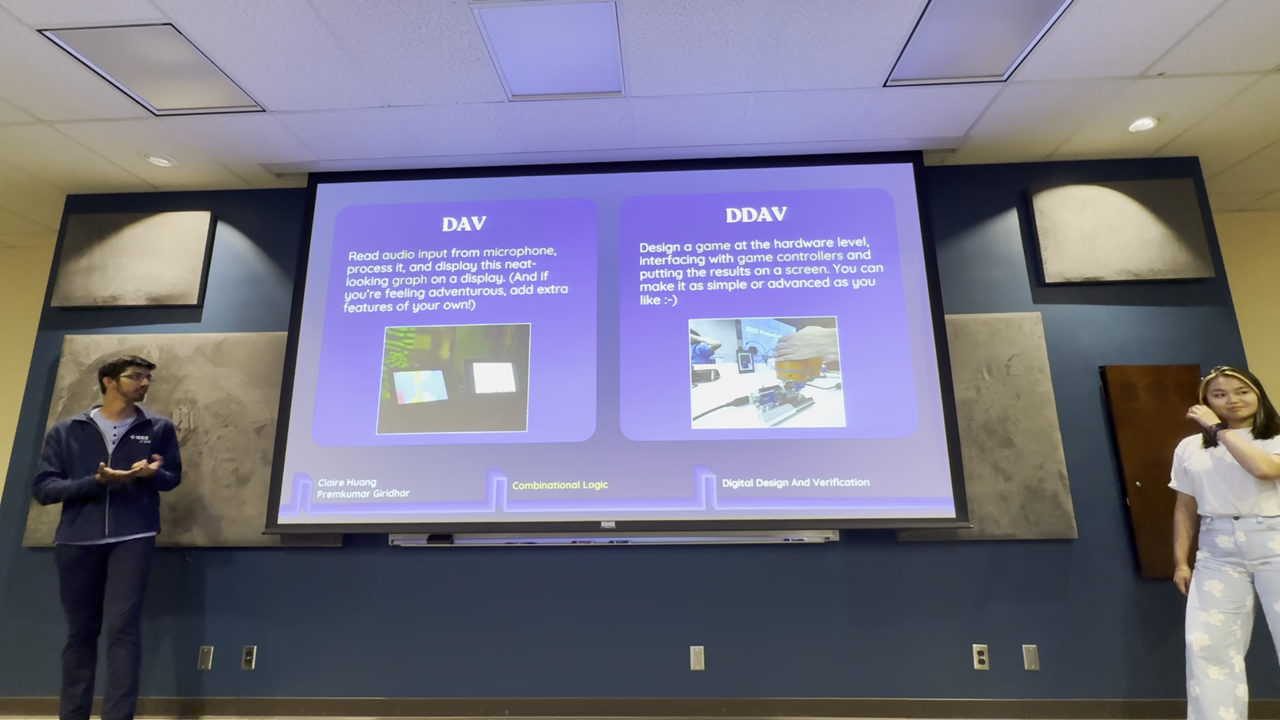 DAV
Read audio input from microphone,
process it, and display this neat-
looking graph on a display. (And if
you're feeling adventurous, add extra
features of your own!)
DDAV
Design a game at the hardware level,
interfacing with game controllers and
putting the results on a screen. You can
make it as simple or advanced as you
like :-)
Claire Huang
Premkumar Giridhar
Combinational Logic
Digital Design And Verification
IEEE